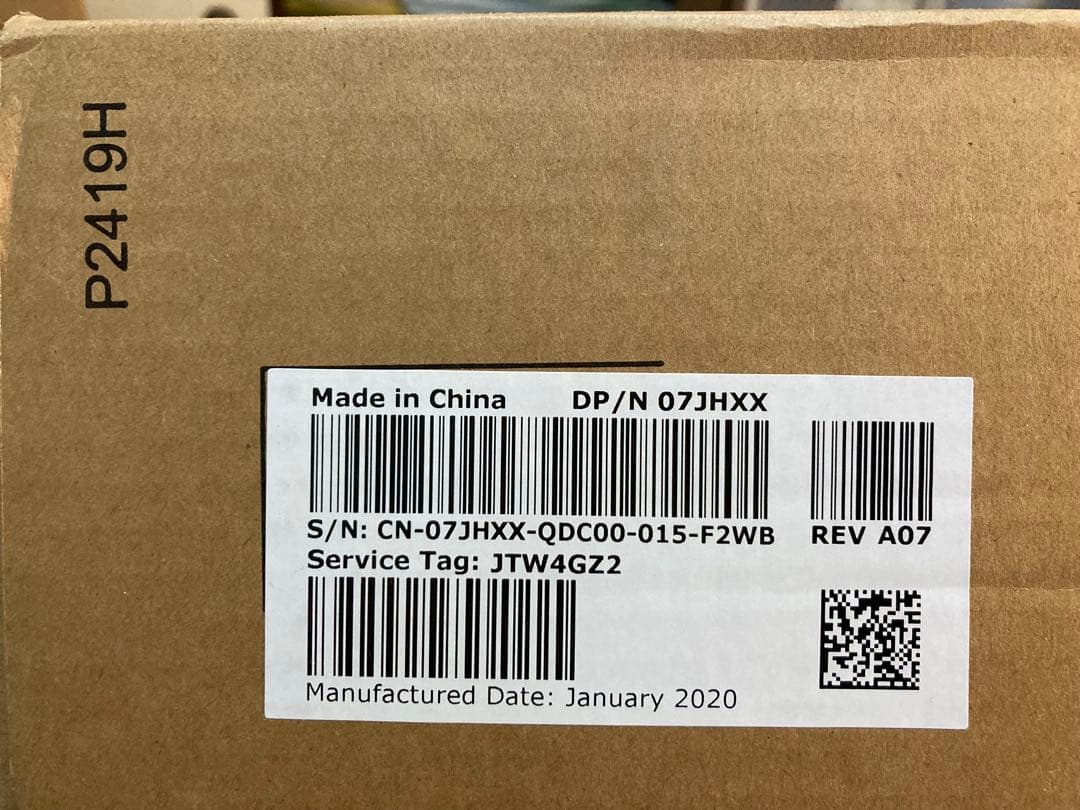 P2419H
Made in China DP/N 07JHXX
S/N: CN-07JHXX-QDC00-015-F2WB REV A07
Service Tag: JTW4GZ2
Manufactured Date: January 2020